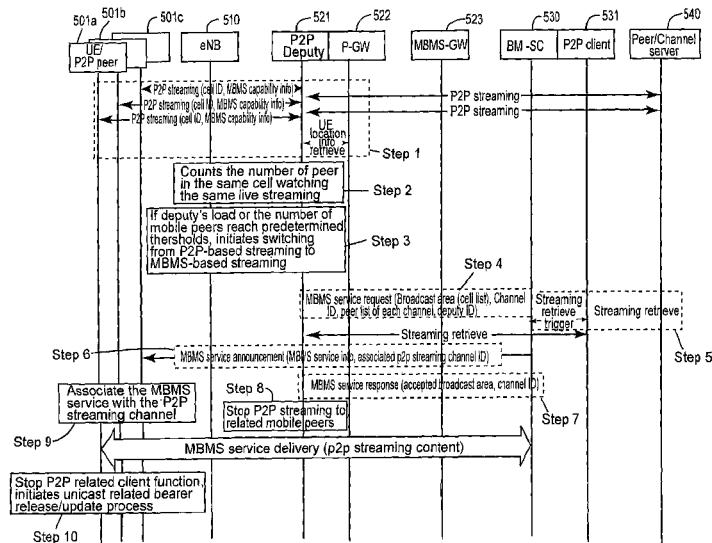 501a
501b
501c
510
521
522
523
530
531
540
UE/
P2P peer
eNB
P2P
Deputy
P-GW
MBMS-GW
BM -SC
P2P client
Peer/Channel
server
P2P streaming (cell ID, MBMS capability info)
P2P streaming (cell ID, MBMS capability info)
P2P streaming (cell ID, MBMS capability info)
P2P streaming
P2P streaming
UE
location
info
retrieve
Step 1
Counts the number of peer
in the same cell watching
the same live streaming
Step 2
If deputy's load or the number of
mobile peers reach predetermined
thersholds, initiates switching
from P2P-based streaming to
MBMS-based streaming
Step 3
Step 4
MBMS service request [Broadcast area (cell list), Channel
ID, peer list of each channel, deputy ID)
Streaming
retrieve
trigger
Streaming retrieve
Step 5
Streaming retrieve
Step 6
MBMS service announcement (MBMS service info, associated p2p streaming channel ID)
MBMS service response (accepted broadcast area, channel ID)
Step 7
Step 8
Stop P2P streaming to
related mobile peers
Associate the MBMS
service with the P2P
streaming channel
Step 9
MBMS service delivery (p2p streaming content)
Stop P2P related client function,
initiates unicast related bearer
release/update process
Step 10